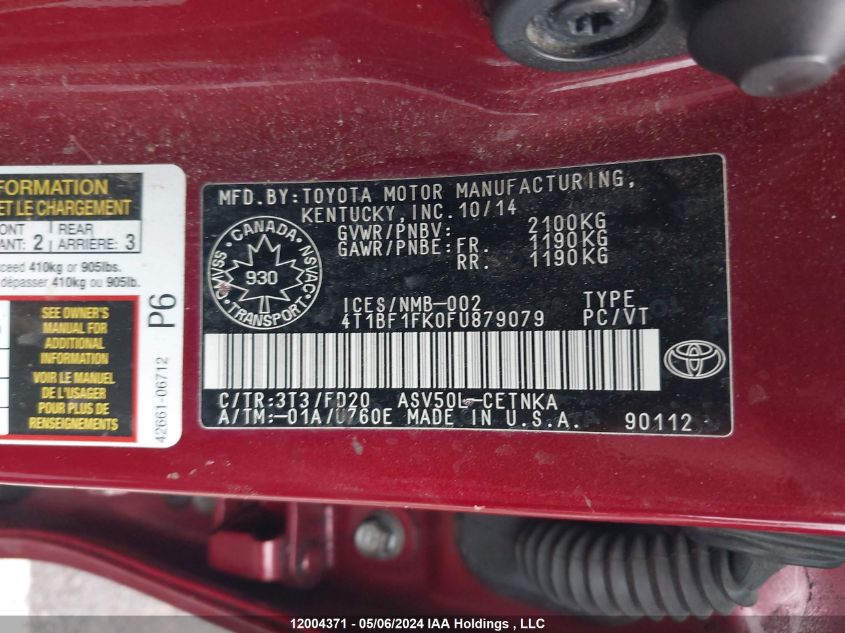 FORMATION
ET LE CHARGEMENT
ONT
ANT: 2
REAR
ARRIÈRE: 3
ceed 410kg or 905lbs.
dépasser 410kg ou 905lb.
SEE OWNER'S
MANUAL FOR
ADDITIONAL
INFORMATION
VOIR LE MANUEL
DE L'USAGER
POUR PLUS DE
RENSEIGNEMENTS
42661-06712
P6
MFD.BY:TOYOTA MOTOR MANUFACTURING,
KENTUCKY,INC.10/14
GVWR/PNBV: 2100KG
GAWR/PNBE:FR. 1190KG
RR. 1190KG
CANADA
CMVSS
NSVAC
930
TRANSPORT
ICES/NMB-002
TYPE
4T1BF1FK0FU879079
PC/VT
C/TR:3T3/FD20 ASV50L-CETNKA
A/TM:-01A/U760E MADE IN U.S.A. 90112
TOYOTA
12004371 - 05/06/2024 IAA Holdings , LLC